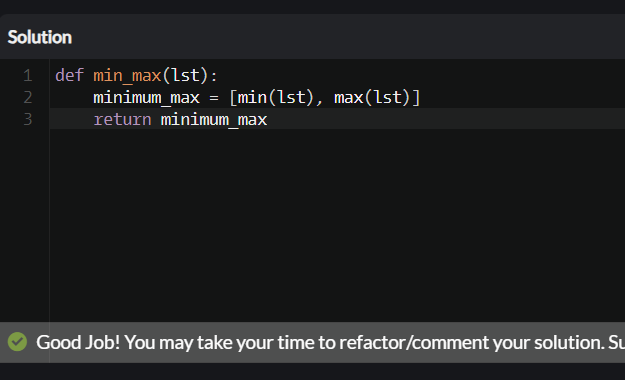 Solution
1 def min_max(lst):
2     minimum_max = [min(lst), max(lst)]
3     return minimum_max
Good Job! You may take your time to refactor/comment your solution.